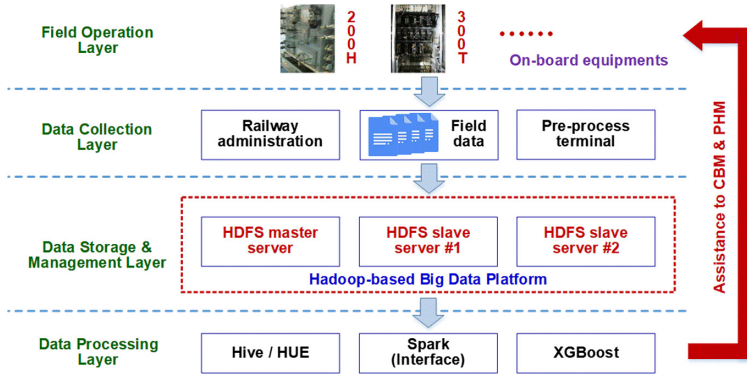 Field Operation
Layer
200H
300T
......
On-board equipments
Data Collection
Layer
Railway
administration
Field
data
Pre-process
terminal
Data Storage &
Management Layer
HDFS master
server
HDFS slave
server #1
HDFS slave
server #2
Hadoop-based Big Data Platform
Data Processing
Layer
Hive / HUE
Spark
(Interface)
XGBoost
Assistance to CBM & PHM